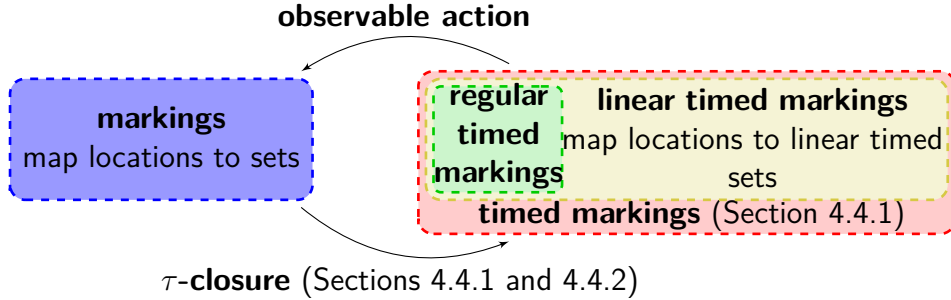 observable action
markings
map locations to sets
regular
timed
markings
linear timed markings
map locations to linear timed
sets
timed markings (Section 4.4.1)
τ-closure (Sections 4.4.1 and 4.4.2)